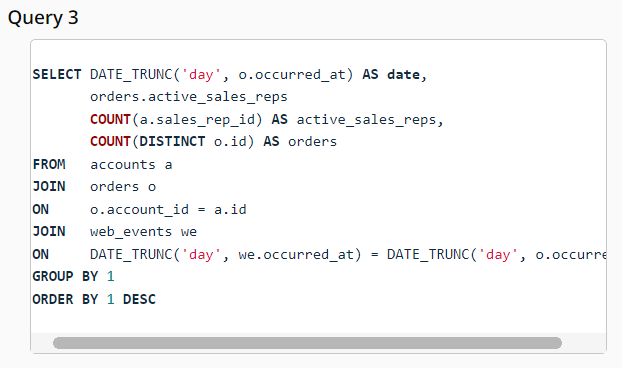 Query 3
SELECT DATE_TRUNC('day', o.occurred_at) AS date,
orders.active_sales_reps
COUNT(a.sales_rep_id) AS active_sales_reps,
COUNT(DISTINCT o.id) AS orders
FROM accounts a
JOIN orders o
ON o.account_id = a.id
JOIN web_events we
ON DATE_TRUNC('day', we.occurred_at) = DATE_TRUNC('day', o.occurre
GROUP BY 1
ORDER BY 1 DESC